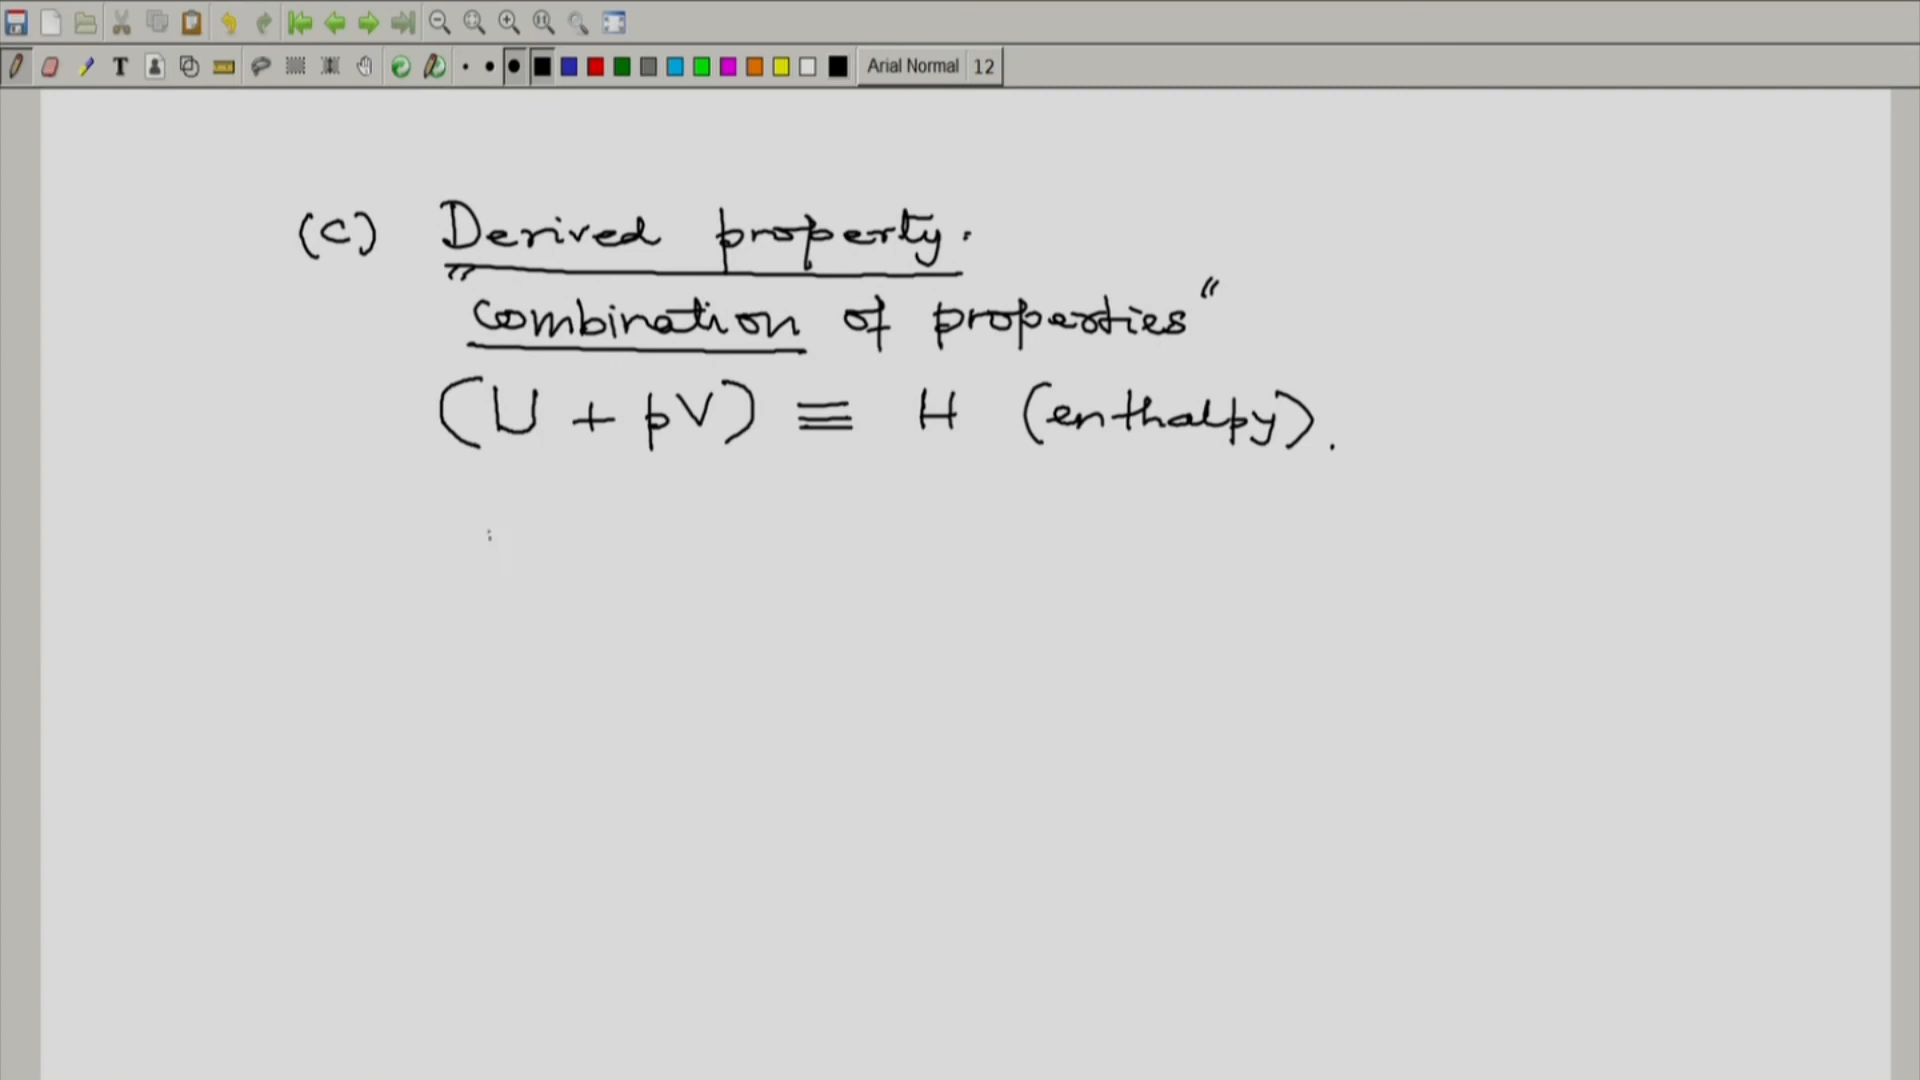 T Arial Normal 12
(c) Derived property.
"combination of properties"
(U + pV) ≡ H (enthalpy).